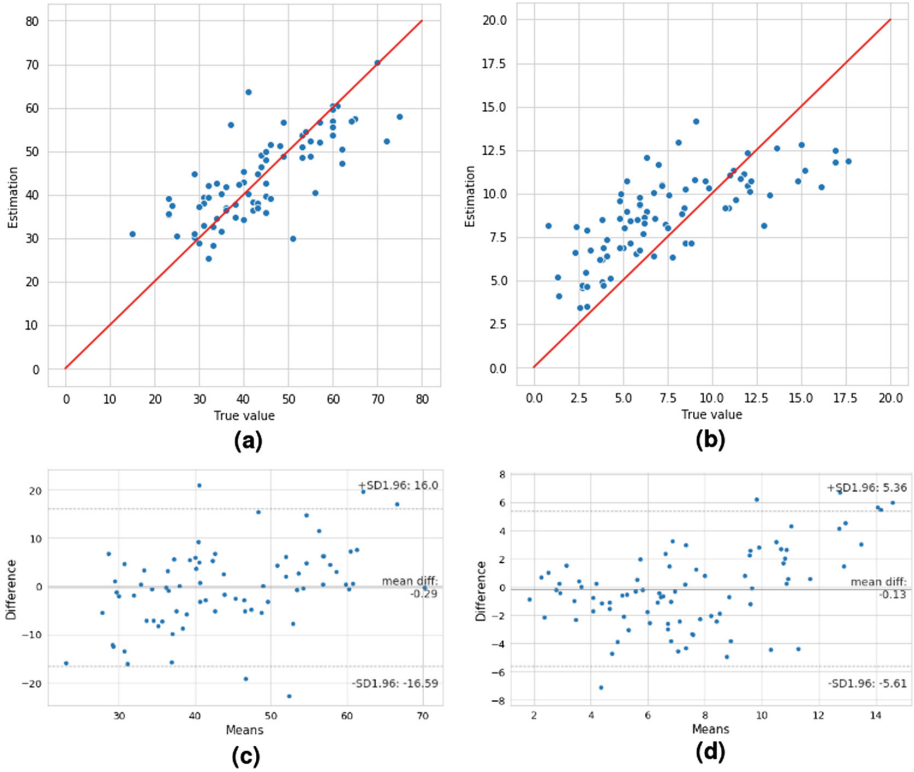 80
70
60
50
40
30
20
10
0
Estimation
0 10 20 30 40 50 60 70 80
True value
(a)
20.0
17.5
15.0
12.5
10.0
7.5
5.0
2.5
0.0
Estimation
0.0 2.5 5.0 7.5 10.0 12.5 15.0 17.5 20.0
True value
(b)
20
10
0
−10
−20
Difference
+SD1.96: 16.0
mean diff:
-0.29
-SD1.96: -16.59
30 40 50 60 70
Means
(c)
8
6
4
2
0
−2
−4
−6
−8
Difference
+SD1.96: 5.36
mean diff:
-0.13
-SD1.96: -5.61
2 4 6 8 10 12 14
Means
(d)